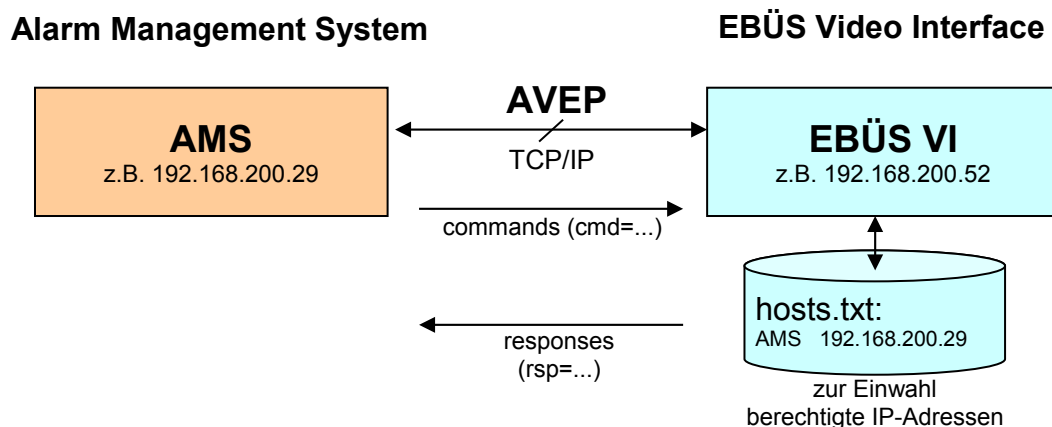 Alarm Management System
EBÜS Video Interface
AMS
z.B. 192.168.200.29
AVEP
TCP/IP
EBÜS VI
z.B. 192.168.200.52
commands (cmd=...)
hosts.txt:
AMS 192.168.200.29
responses
(rsp=...)
zur Einwahl
berechtigte IP-Adressen